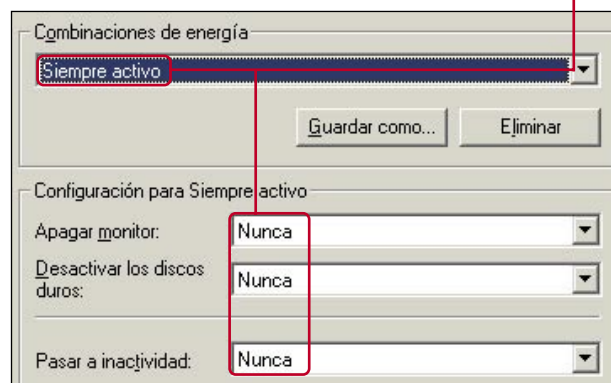 Combinaciones de energía
Siempre activo
Guardar como...
Eliminar
Configuración para Siempre activo
Apagar monitor:
Nunca
Desactivar los discos
duros:
Nunca
Pasar a inactividad:
Nunca